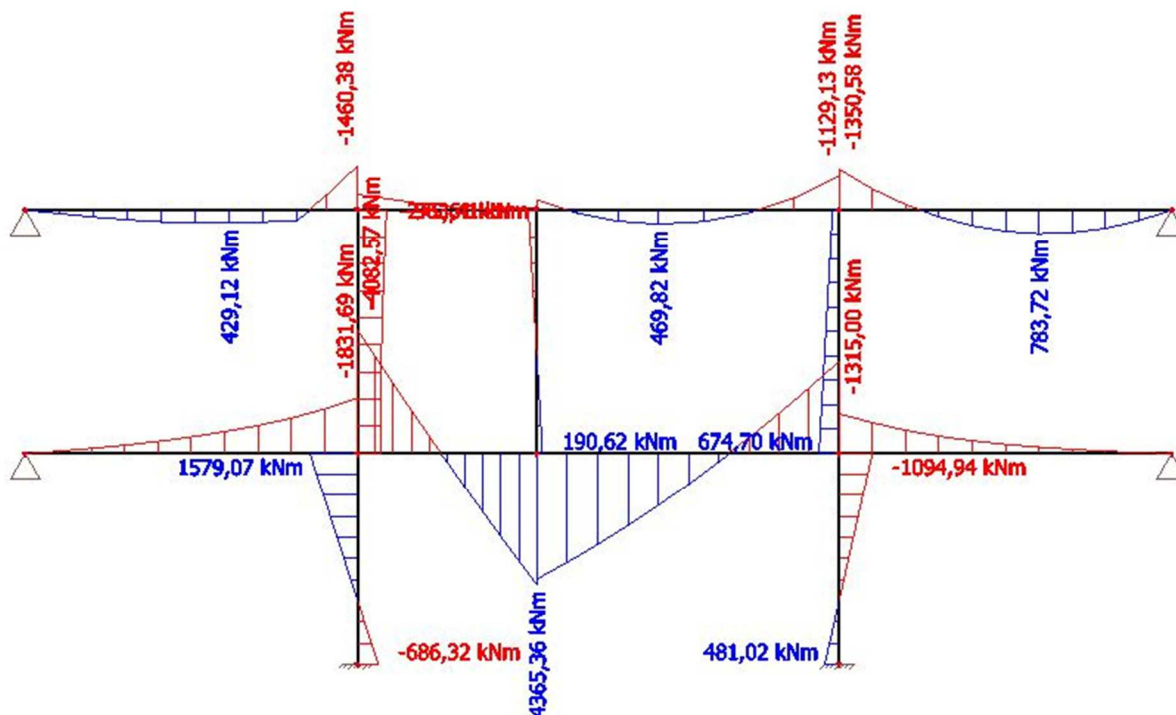 -1460,38 kNm
-1129,13 kNm
-1350,58 kNm
-4082,57 kNm
-1831,69 kNm
429,12 kNm
469,82 kNm
-1315,00 kNm
783,72 kNm
190,62 kNm
674,70 kNm
1579,07 kNm
-1094,94 kNm
-686,32 kNm
4365,36 kNm
481,02 kNm